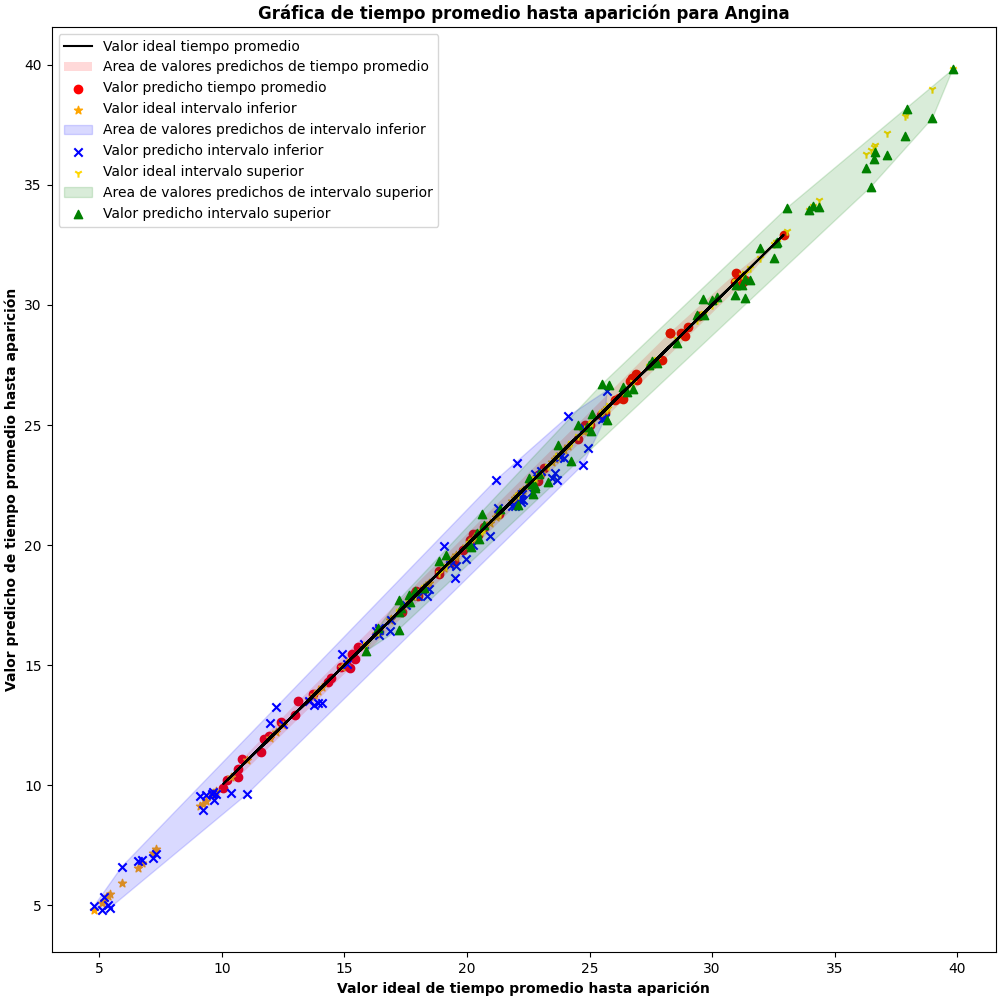 Gráfica de tiempo promedio hasta aparición para Angina
Valor ideal tiempo promedio
Area de valores predichos de tiempo promedio
Valor predicho tiempo promedio
Valor ideal intervalo inferior
Area de valores predichos de intervalo inferior
Valor predicho intervalo inferior
Valor ideal intervalo superior
Area de valores predichos de intervalo superior
Valor predicho intervalo superior
Valor predicho de tiempo promedio hasta aparición
40
35
30
25
20
15
10
5
5 10 15 20 25 30 35 40
Valor ideal de tiempo promedio hasta aparición